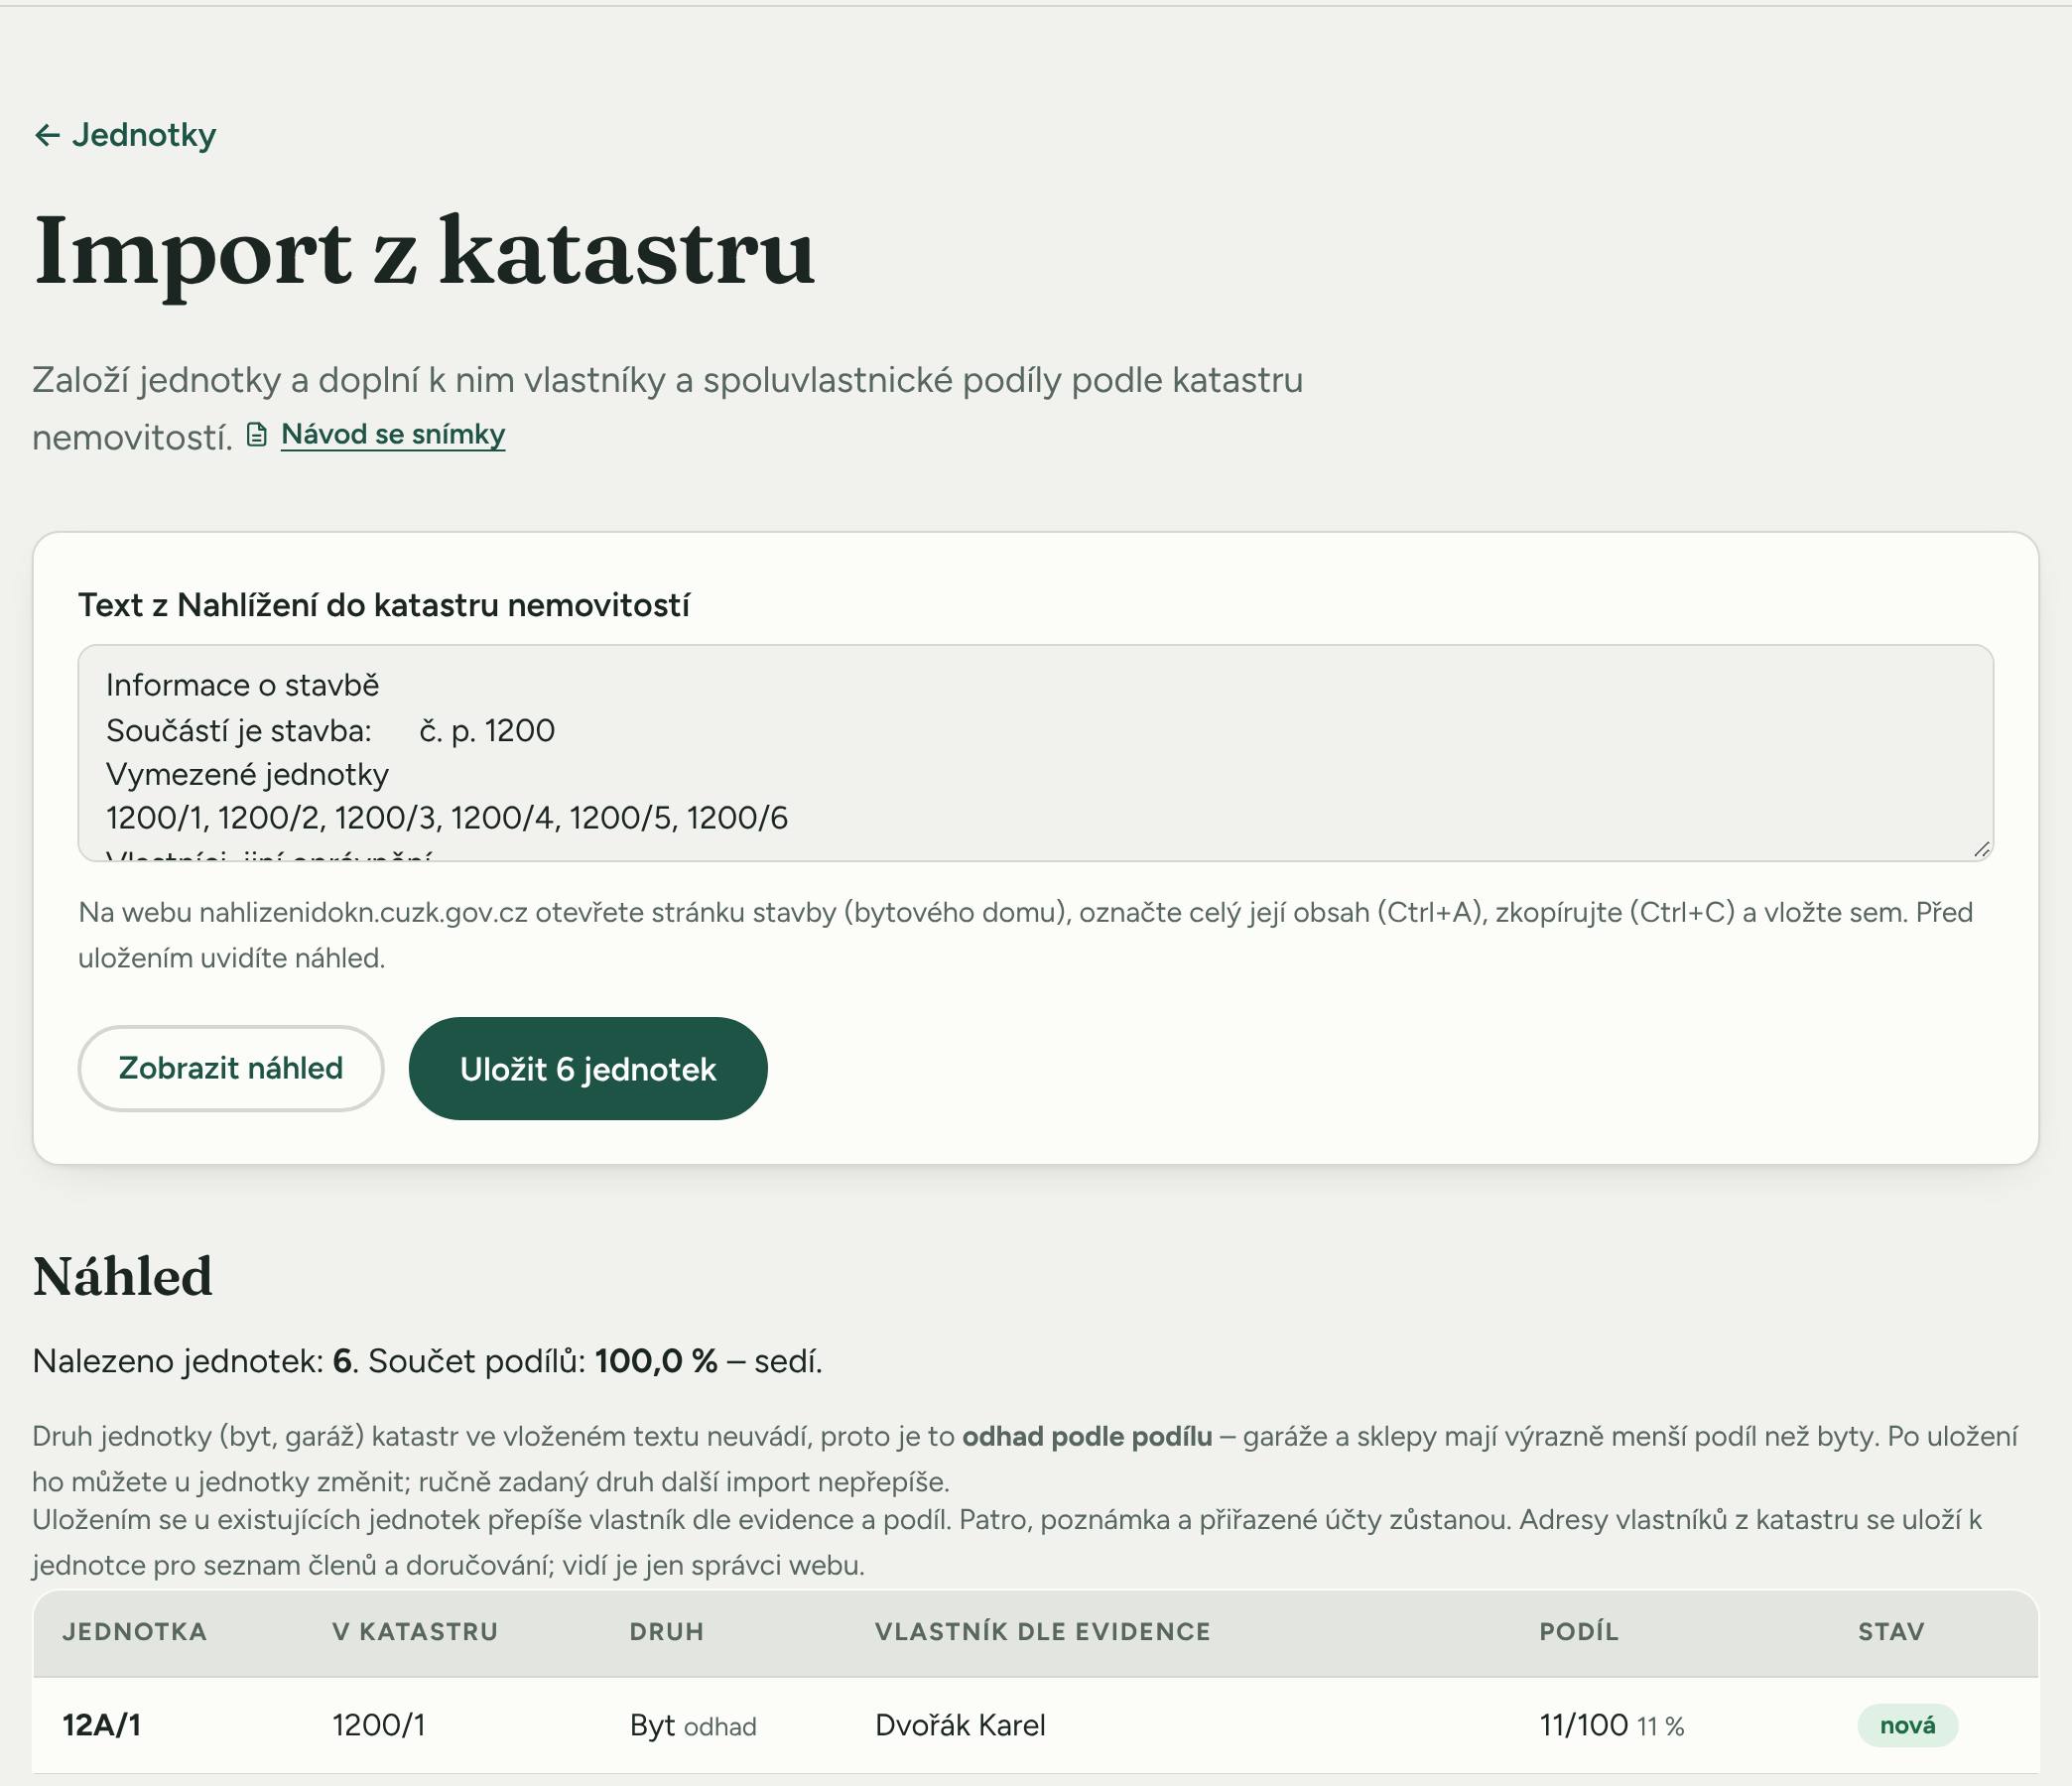 ← Jednotky
Import z katastru
Založí jednotky a doplní k nim vlastníky a spoluvlastnické podíly podle katastru
nemovitostí. Návod se snímky
Text z Nahlížení do katastru nemovitostí
Informace o stavbě
Součástí je stavba: č. p. 1200
Vymezené jednotky
1200/1, 1200/2, 1200/3, 1200/4, 1200/5, 1200/6
Vlastníci, jiní oprávnění
Na webu nahlizenidokn.cuzk.gov.cz otevřete stránku stavby (bytového domu), označte celý její obsah (Ctrl+A), zkopírujte (Ctrl+C) a vložte sem. Před
uložením uvidíte náhled.
Zobrazit náhled
Uložit 6 jednotek
Náhled
Nalezeno jednotek: 6. Součet podílů: 100,0 % – sedí.
Druh jednotky (byt, garáž) katastr ve vloženém textu neuvádí, proto je to odhad podle podílu – garáže a sklepy mají výrazně menší podíl než byty. Po uložení
ho můžete u jednotky změnit; ručně zadaný druh další import nepřepíše.
Uložením se u existujících jednotek přepíše vlastník dle evidence a podíl. Patro, poznámka a přiřazené účty zůstanou. Adresy vlastníků z katastru se uloží k
jednotce pro seznam členů a doručování; vidí je jen správci webu.
JEDNOTKA V KATASTRU DRUH VLASTNÍK DLE EVIDENCE PODÍL STAV
12A/1 1200/1 Byt odhad Dvořák Karel 11/100 11 % nová